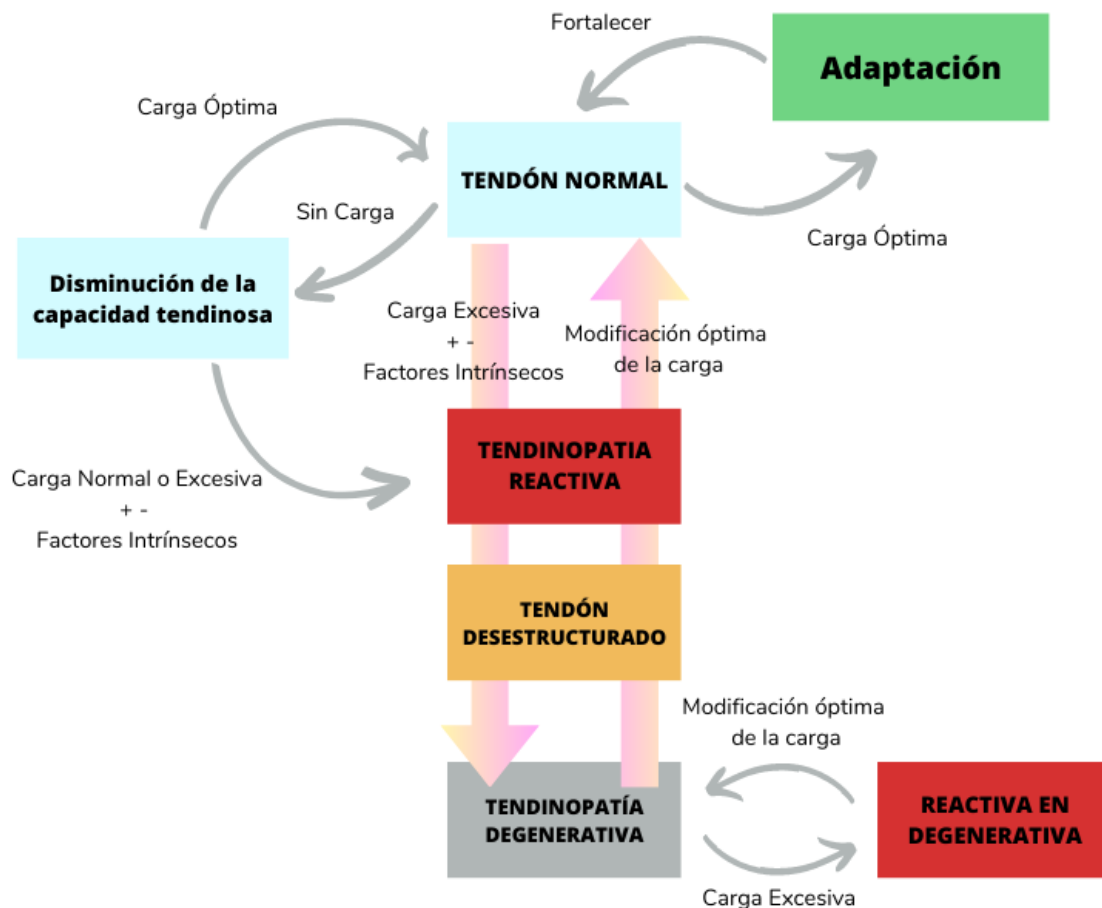 Fortalecer
Adaptación
Carga Óptima
TENDÓN NORMAL
Sin Carga
Carga Óptima
Disminución de la
capacidad tendinosa
Carga Excesiva
+ -
Factores Intrínsecos
Modificación óptima
de la carga
TENDINOPATIA
REACTIVA
Carga Normal o Excesiva
+ -
Factores Intrínsecos
TENDÓN
DESESTRUCTURADO
Modificación óptima
de la carga
TENDINOPATÍA
DEGENERATIVA
REACTIVA EN
DEGENERATIVA
Carga Excesiva